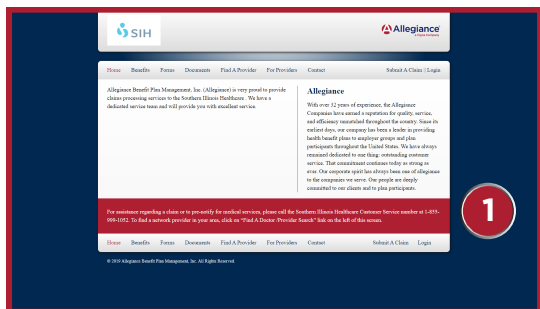 SIH
Allegiance
Home Benefits Forms Documents Find A Provider For Providers Contact Submit A Claim || Login
Allegiance Benefit Plan Management, Inc. (Allegiance) is very proud to provide
claims processing services to the Southern Illinois Healthcare . We have a
dedicated service team and will provide you with excellent service.
Allegiance
With over 32 years of experience, the Allegiance
Companies have earned a reputation for quality, service,
and efficiency unmatched throughout the country. Since its
earliest days, our company has been a leader in providing
health benefit plans to employer groups and plan
participants throughout the United States. We have always
remained dedicated to one thing: outstanding customer
service. That commitment continues today as strong as
ever. Our corporate spirit has always been one of allegiance
to the companies we serve. Our people are deeply
committed to our clients and to plan participants.
For assistance regarding a claim or to pre-notify for medical services, please call the Southern Illinois Healthcare Customer Service number at 1-855-
999-1052. To find a network provider in your area, click on "Find A Doctor /Provider Search" link on the left of this screen.
1
Home Benefits Forms Documents Find A Provider For Providers Contact Submit A Claim Login
© 2019 Allegiance Benefit Plan Management, Inc. All Rights Reserved.